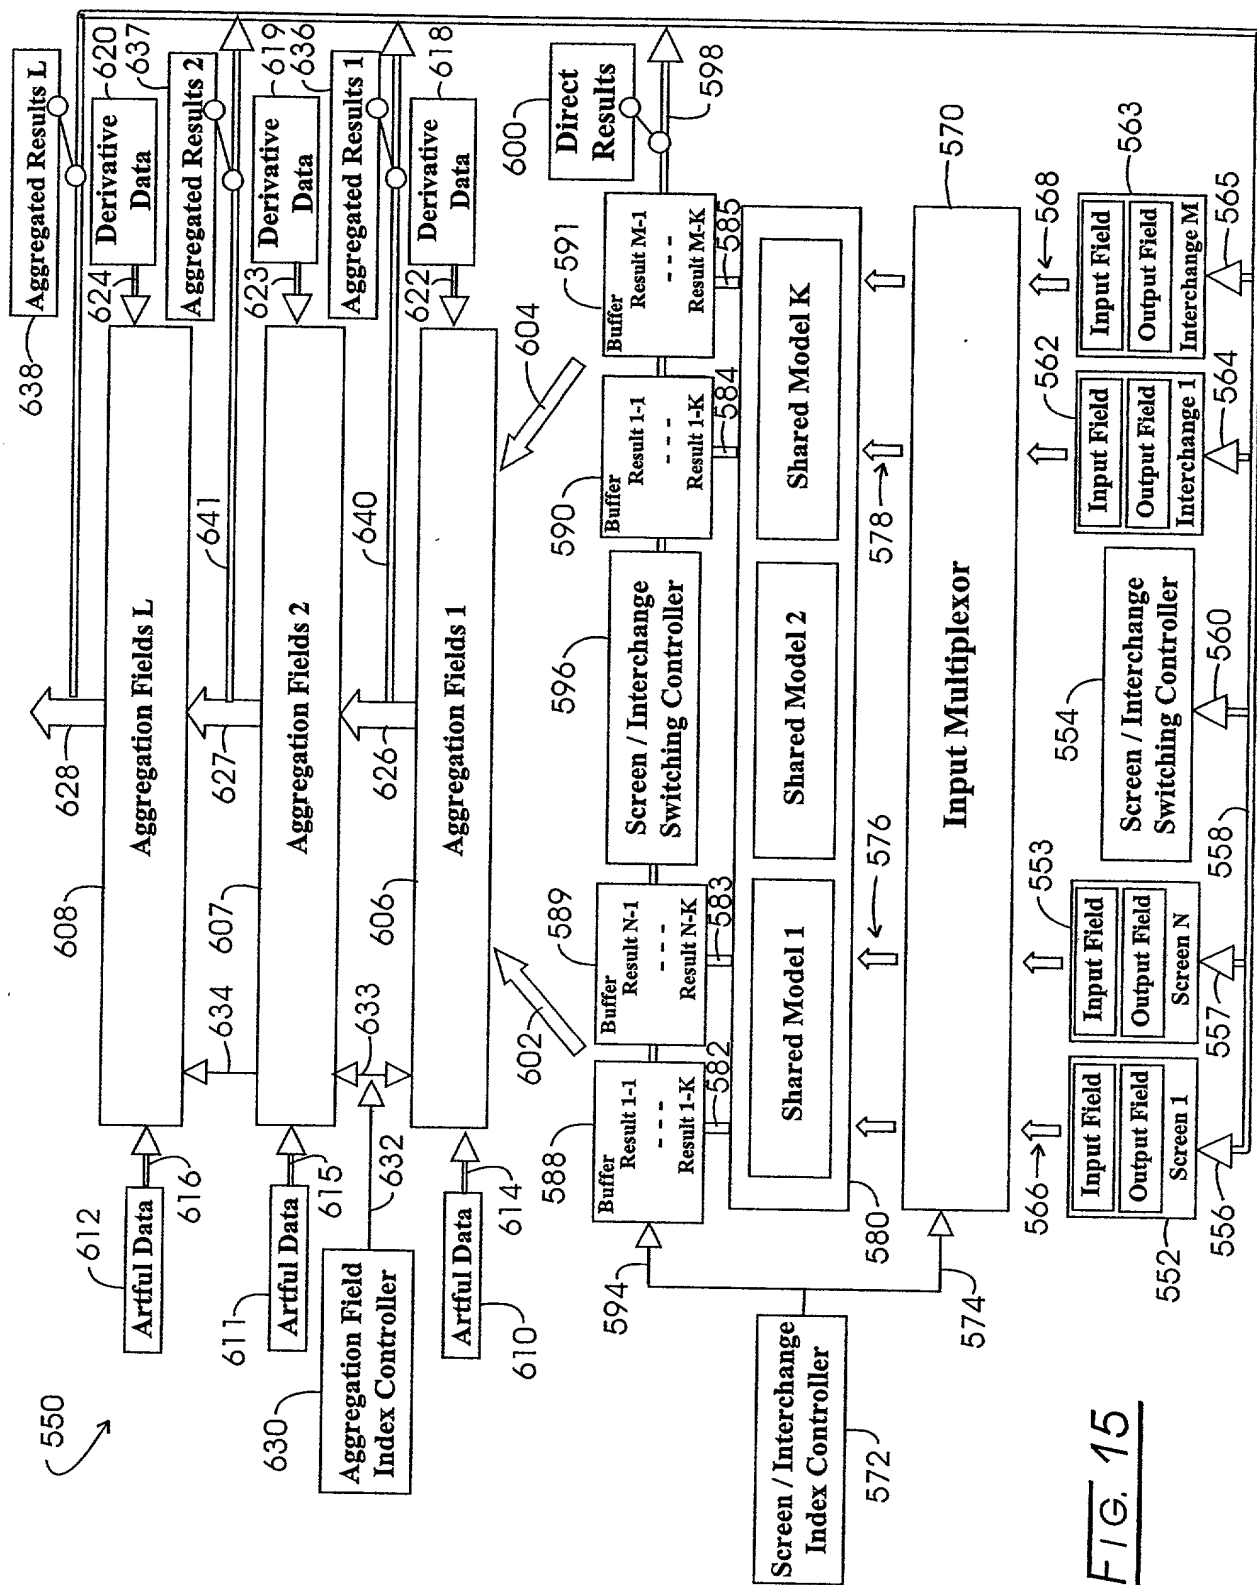 550
638
Aggregated Results L
612
Artful Data
616
608
Aggregation Fields L
628
624
Derivative
Data
620
637
Aggregated Results 2
634
641
627
611
Artful Data
615
607
Aggregation Fields 2
623
Derivative
Data
619
636
Aggregated Results 1
630
Aggregation Field
Index Controller
632
633
640
626
606
Artful Data
610
614
Aggregation Fields 1
622
Derivative
Data
618
602
604
600
Direct
Results
598
588
Buffer
Result 1-1
- - -
Result 1-K
582
589
Buffer
Result N-1
- - -
Result N-K
583
596
Screen / Interchange
Switching Controller
590
Buffer
Result 1-1
- - -
Result 1-K
584
591
Buffer
Result M-1
- - -
Result M-K
585
594
Screen / Interchange
Index Controller
572
574
580
Shared Model 1
Shared Model 2
Shared Model K
576
578
570
Input Multiplexor
566
553
562
568
563
552
Input Field
Output Field
Screen 1
556
Input Field
Output Field
Screen N
557
554
Screen / Interchange
Switching Controller
560
558
Input Field
Output Field
Interchange 1
564
Input Field
Output Field
Interchange M
565
FIG. 15